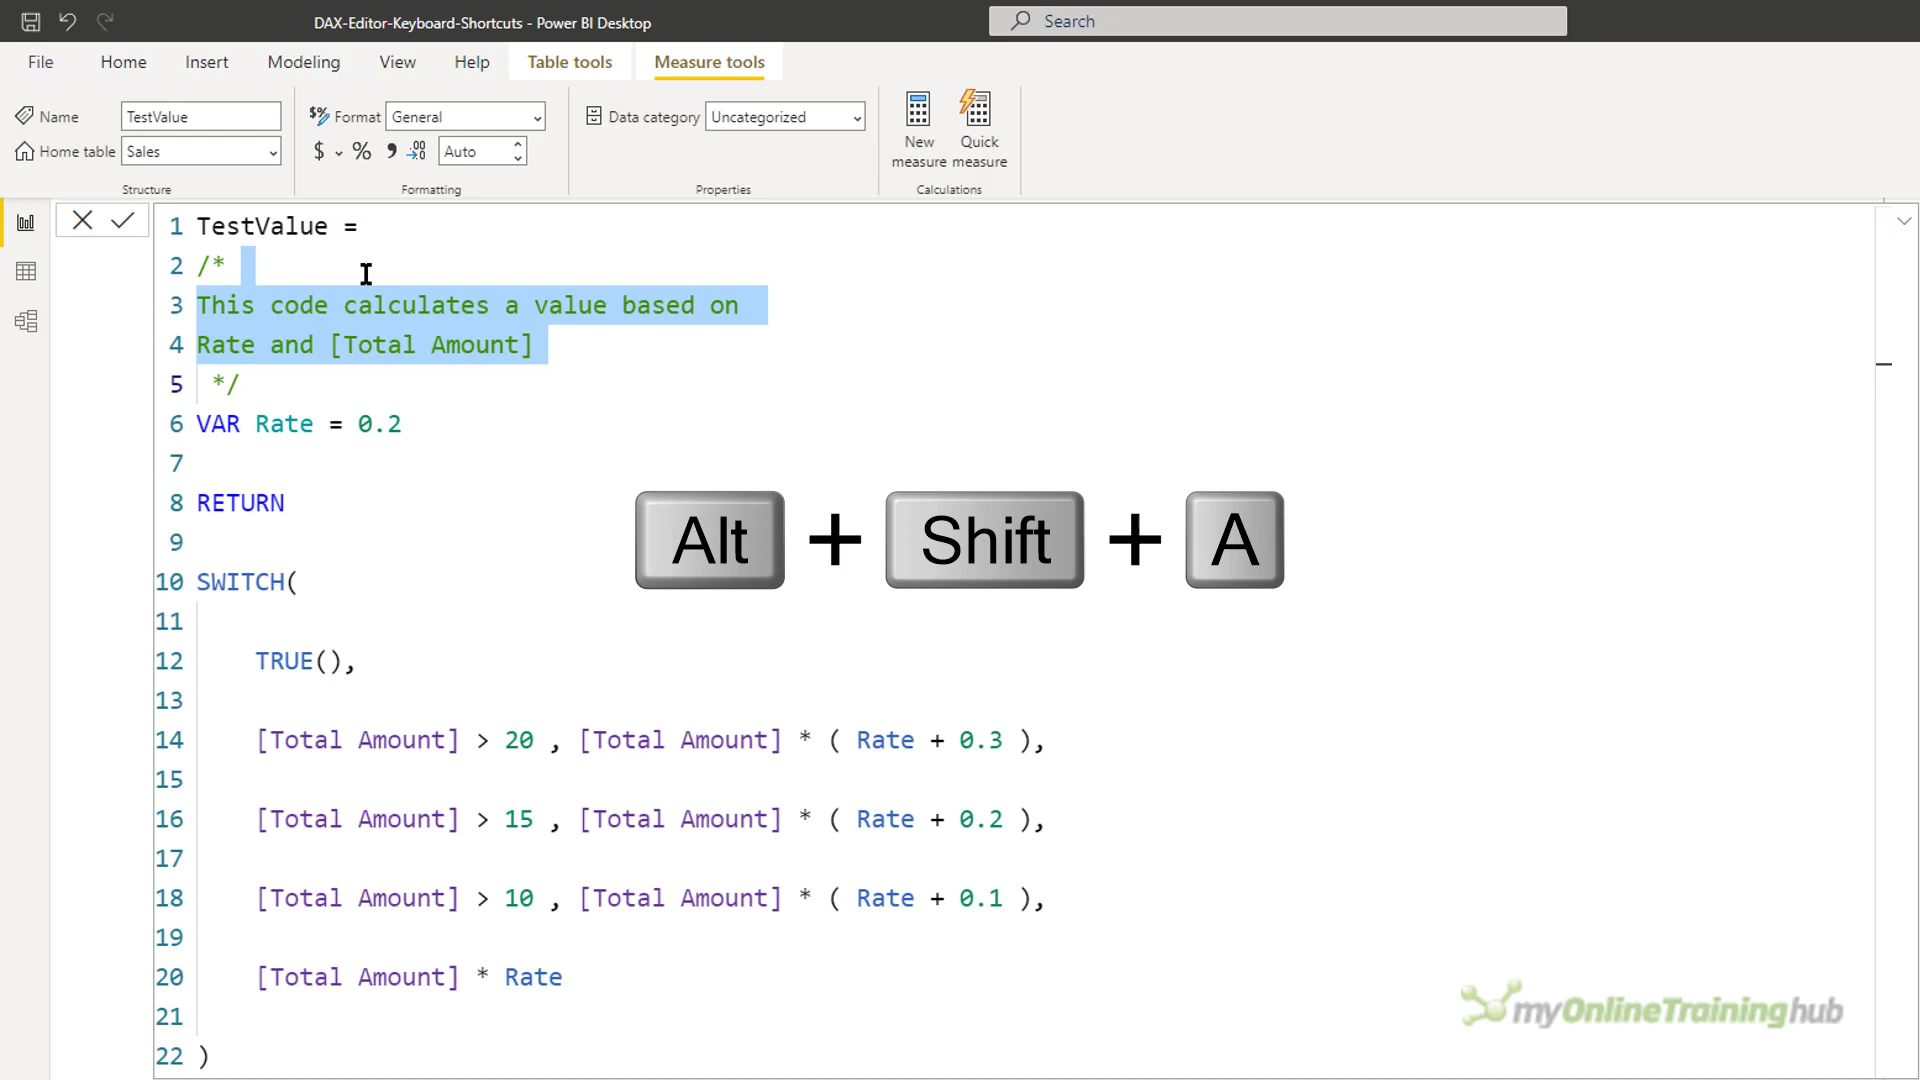 DAX-Editor-Keyboard-Shortcuts - Power BI Desktop
Search
File Home Insert Modeling View Help Table tools Measure tools
Name TestValue
Home table Sales
Structure
$% Format General
$ % , .00 Auto
Formatting
Data category Uncategorized
Properties
New measure
Quick measure
Calculations
1 TestValue =
2 /*
3 This code calculates a value based on
4 Rate and [Total Amount]
5 */
6 VAR Rate = 0.2
7
8 RETURN
9
10 SWITCH(
11
12 TRUE(),
13
14 [Total Amount] > 20 , [Total Amount] * ( Rate + 0.3 ),
15
16 [Total Amount] > 15 , [Total Amount] * ( Rate + 0.2 ),
17
18 [Total Amount] > 10 , [Total Amount] * ( Rate + 0.1 ),
19
20 [Total Amount] * Rate
21
22 )
Alt + Shift + A
myOnlineTraininghub